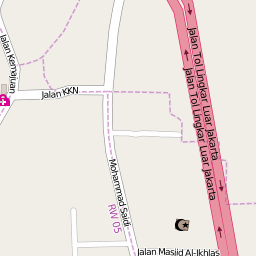 Jalan Tol Lingkar Luar Jakarta
Jalan Tol Lingkar Luar Jakarta
Jalan Kemajuan
Jalan KKN
Mohammad Saidi
RW 05
Jalan Masjid Al-Ikhlas